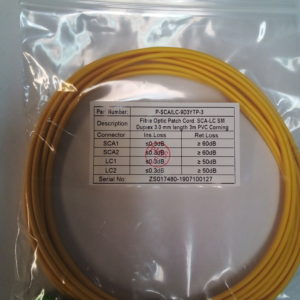 Part Number: P-SCA/LC-9D3YTP-3
Description Fibre Optic Patch Cord SCA-LC SM
Duplex 3.0 mm length 3m PVC Corning
Connector Ins.Loss Ret Loss
SCA1 ≤0.3dB ≥ 60dB
SCA2 ≤0.3dB ≥ 60dB
LC1 ≤0.3dB ≥ 50dB
LC2 ≤0.3dB ≥ 50dB
Serial No: ZS017480-1907100127